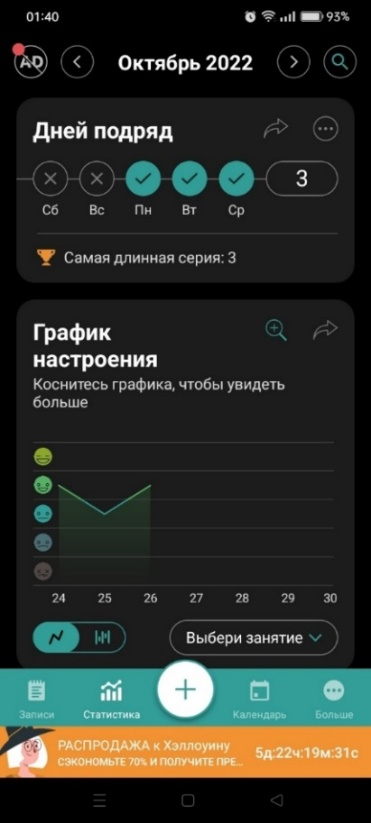 01:40
93%
AD
Октябрь 2022
Дней подряд
3
Сб Вс Пн Вт Ср
Самая длинная серия: 3
График
настроения
Коснитесь графика, чтобы увидеть
больше
24 25 26 27 28 29 30
Выбери занятие
Записи Статистика Календарь Больше
РАСПРОДАЖА к Хэллоуину
СЭКОНОМЬТЕ 70% И ПОЛУЧИТЕ ПРЕ...
5д:22ч:19м:31с